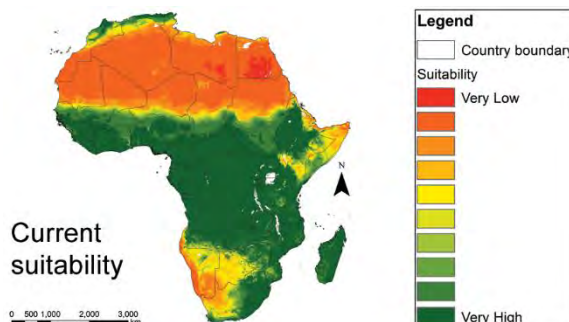 Legend
Country boundary
Suitability
Very Low
Very High
N
Current
suitability
0 500 1,000 2,000 3,000